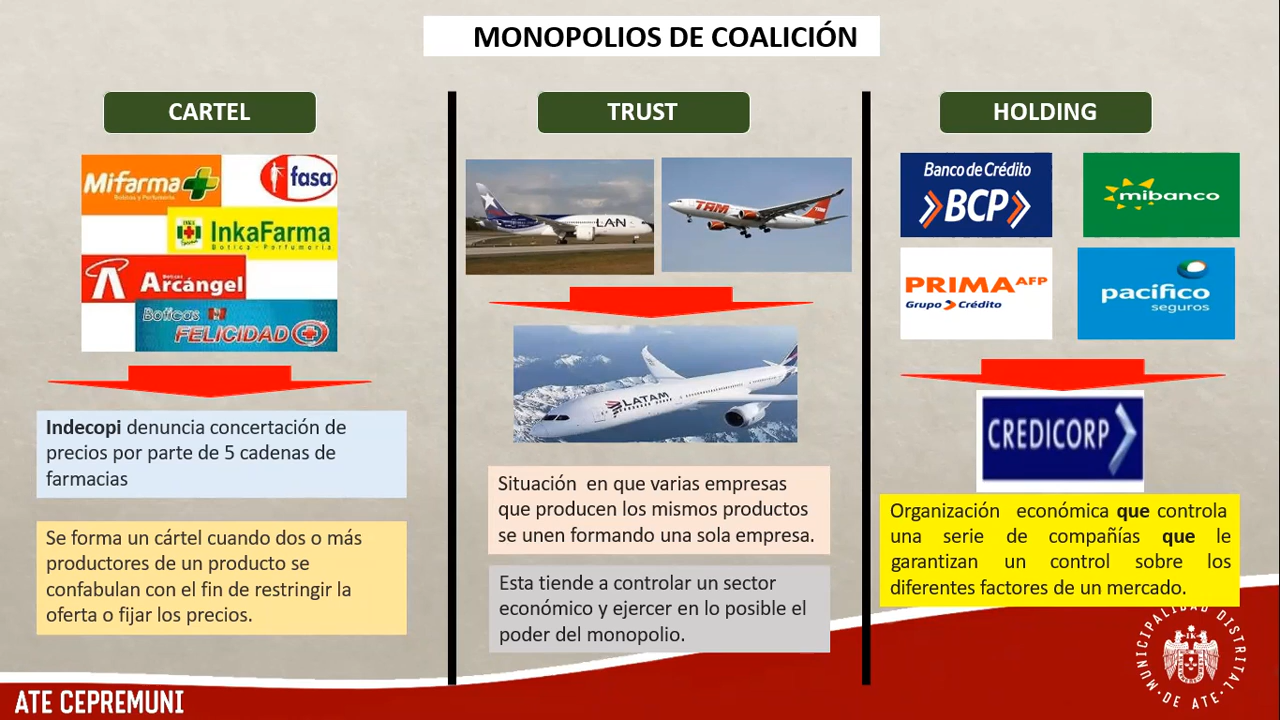 MONOPOLIOS DE COALICIÓN
CARTEL
Mifarma
fasa
InkaFarma
Botica - Perfumería
Boticas
Arcángel
Boticas
FELICIDAD
Indecopi denuncia concertación de
precios por parte de 5 cadenas de
farmacias
Se forma un cártel cuando dos o más
productores de un producto se
confabulan con el fin de restringir la
oferta o fijar los precios.
TRUST
LAN
TAM
TAM
LATAM
Situación en que varias empresas
que producen los mismos productos
se unen formando una sola empresa.
Esta tiende a controlar un sector
económico y ejercer en lo posible el
poder del monopolio.
HOLDING
Banco de Crédito
BCP
mibanco
PRIMA AFP
Grupo Crédito
pacífico
seguros
CREDICORP
Organización económica que controla
una serie de compañías que le
garantizan un control sobre los
diferentes factores de un mercado.
ATE CEPREMUNI
MUNICIPALIDAD DISTRITAL
DE ATE